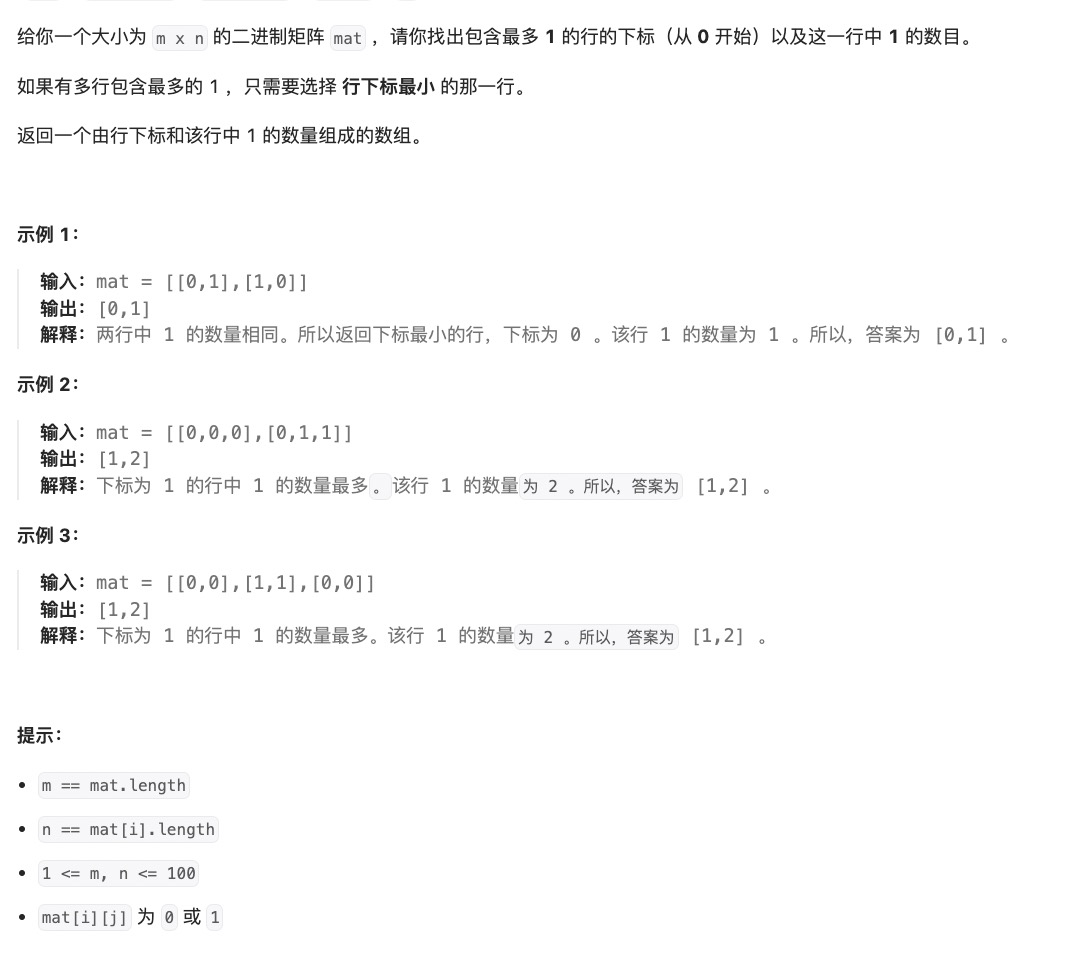 给你一个大小为 m x n 的二进制矩阵 mat ，请你找出包含最多 1 的行的下标（从 0 开始）以及这一行中 1 的数目。
如果有多行包含最多的 1 ，只需要选择 行下标最小 的那一行。
返回一个由行下标和该行中 1 的数量组成的数组。
示例 1：
输入：mat = [[0,1],[1,0]]
输出：[0,1]
解释：两行中 1 的数量相同。所以返回下标最小的行，下标为 0 。该行 1 的数量为 1 。所以，答案为 [0,1] 。
示例 2：
输入：mat = [[0,0,0],[0,1,1]]
输出：[1,2]
解释：下标为 1 的行中 1 的数量最多。该行 1 的数量为 2 。所以，答案为 [1,2] 。
示例 3：
输入：mat = [[0,0],[1,1],[0,0]]
输出：[1,2]
解释：下标为 1 的行中 1 的数量最多。该行 1 的数量为 2 。所以，答案为 [1,2] 。
提示：
• m == mat.length
• n == mat[i].length
• 1 <= m, n <= 100
• mat[i][j] 为 0 或 1